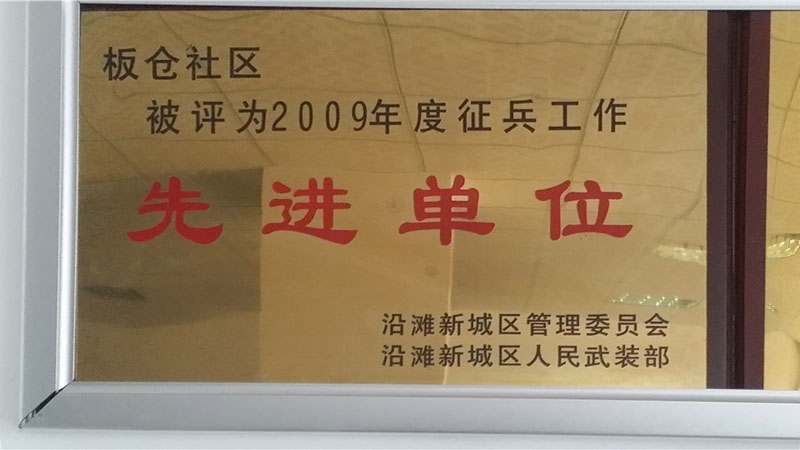 板仓社区
被评为2009年度征兵工作
先进单位
沿滩新城区管理委员会
沿滩新城区人民武装部